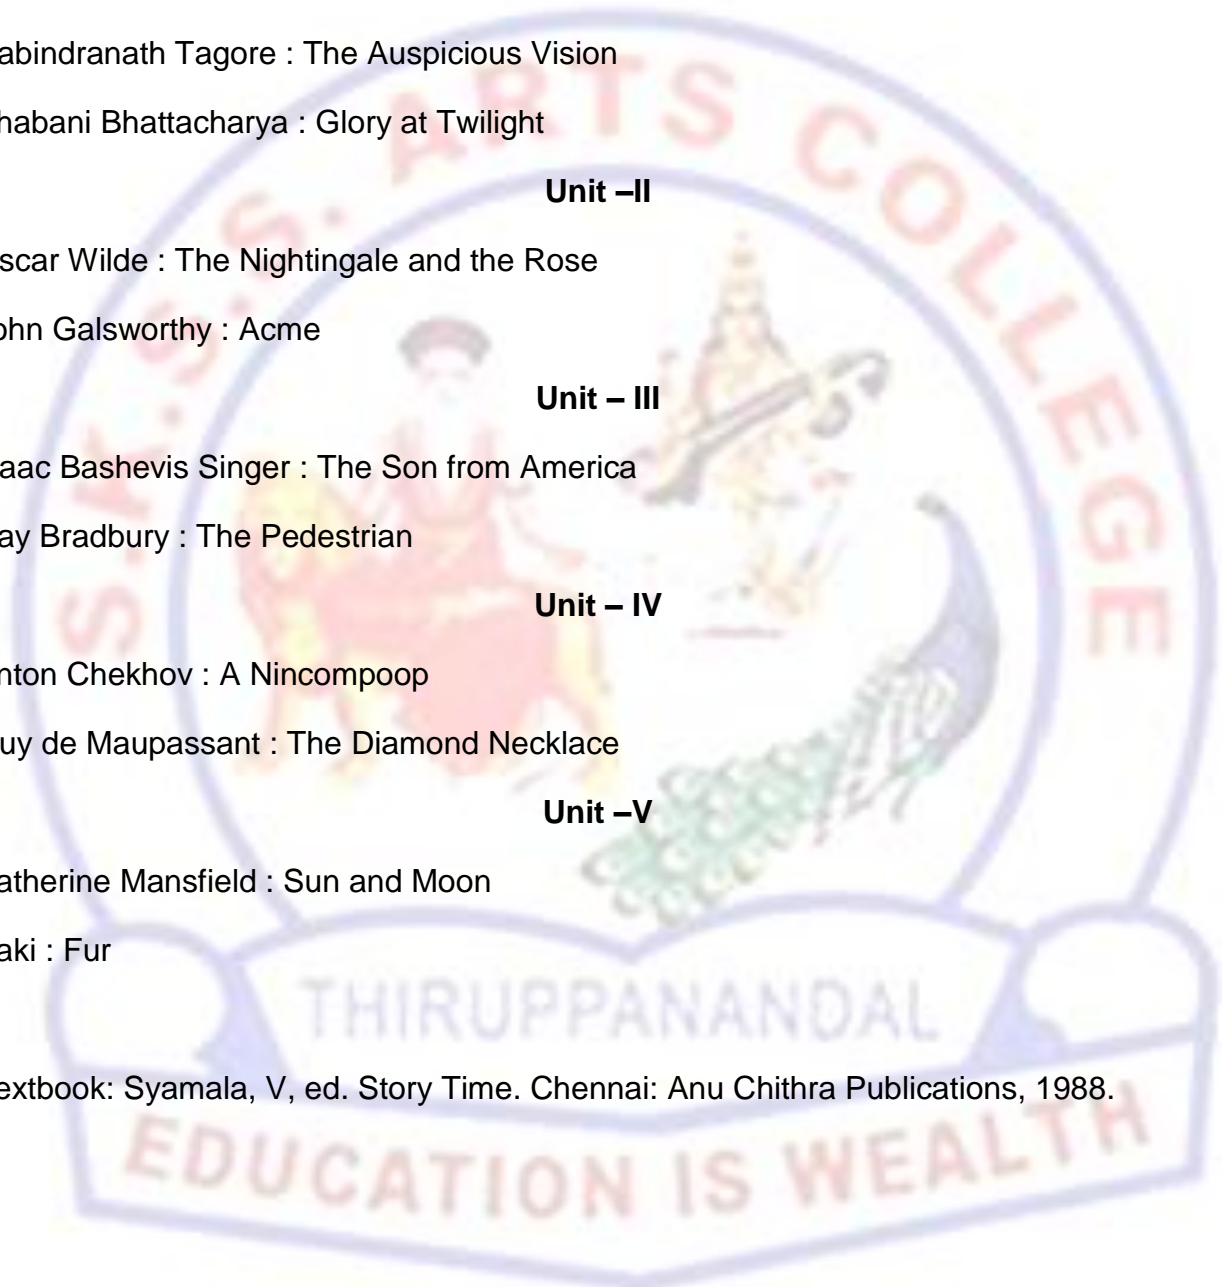 abindranath Tagore : The Auspicious Vision
habani Bhattacharya : Glory at Twilight
Unit –II
scar Wilde : The Nightingale and the Rose
ohn Galsworthy : Acme
Unit – III
aac Bashevis Singer : The Son from America
ay Bradbury : The Pedestrian
Unit – IV
nton Chekhov : A Nincompoop
uy de Maupassant : The Diamond Necklace
Unit –V
atherine Mansfield : Sun and Moon
aki : Fur
extbook: Syamala, V, ed. Story Time. Chennai: Anu Chithra Publications, 1988.
S.K.S.S. ARTS COLLEGE
THIRUPPANANDAL
EDUCATION IS WEALTH